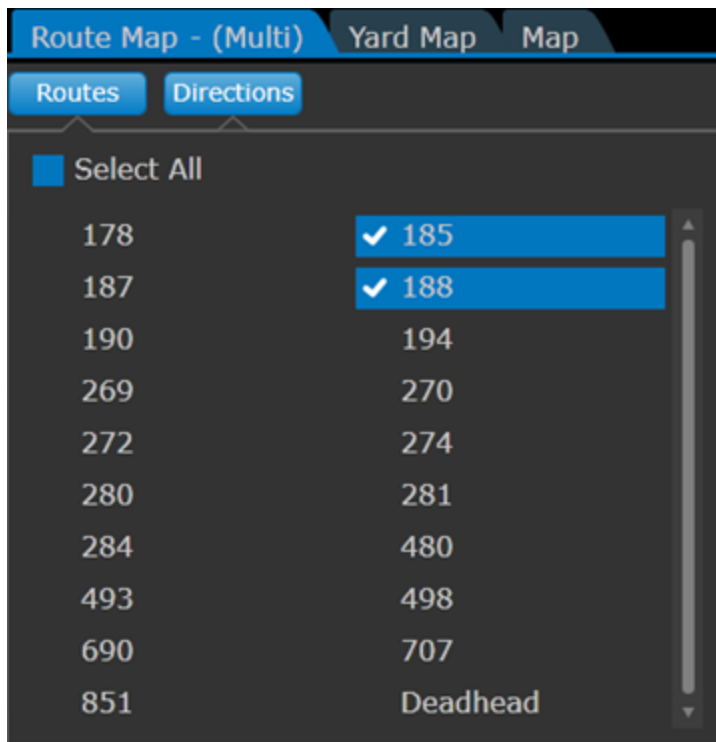 Route Map - (Multi) Yard Map Map
Routes Directions
Select All
178 185
187 188
190 194
269 270
272 274
280 281
284 480
493 498
690 707
851 Deadhead